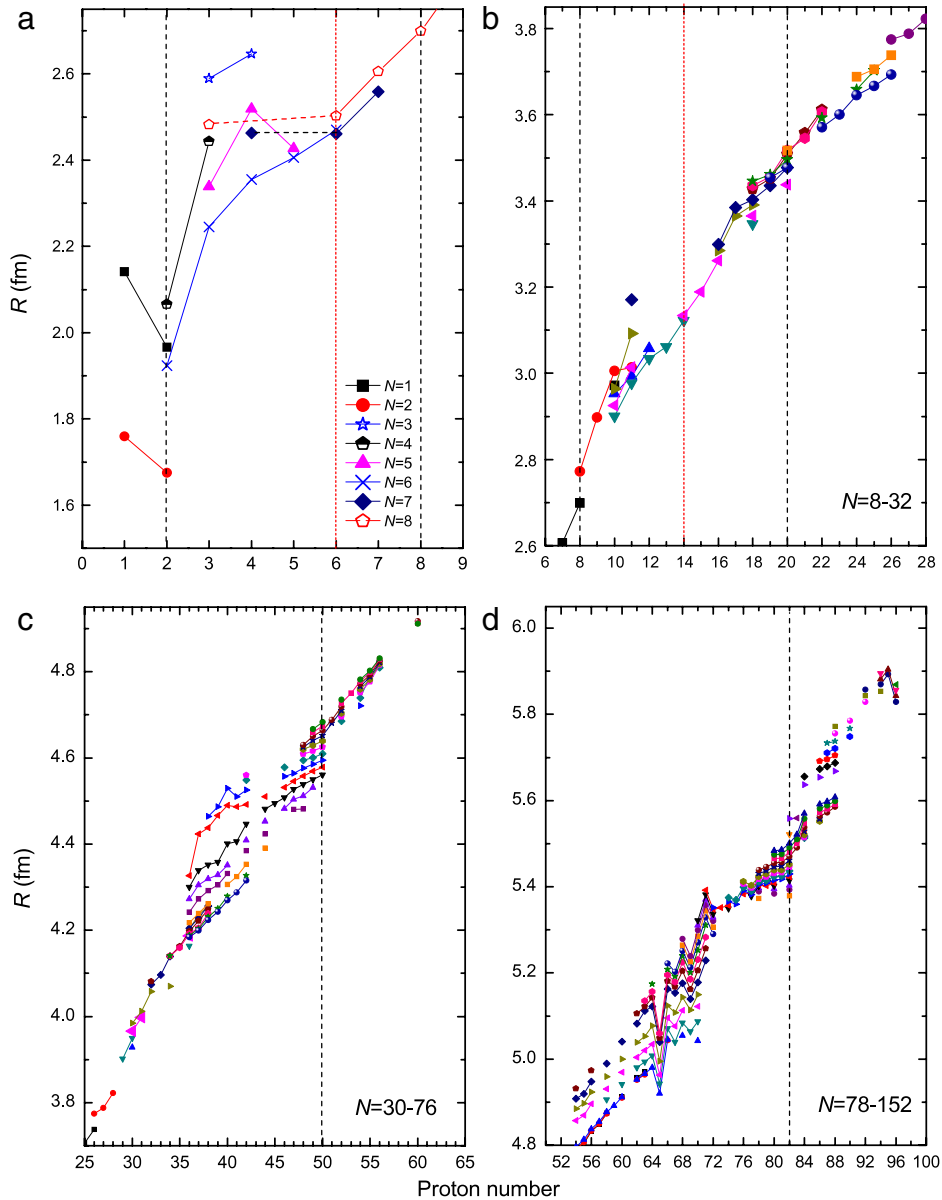 a
R (fm)
2.6
2.4
2.2
2.0
1.8
1.6
0 1 2 3 4 5 6 7 8 9
N=1
N=2
N=3
N=4
N=5
N=6
N=7
N=8
b
R (fm)
3.8
3.6
3.4
3.2
3.0
2.8
2.6
6 8 10 12 14 16 18 20 22 24 26 28
N=8-32
c
R (fm)
4.8
4.6
4.4
4.2
4.0
3.8
25 30 35 40 45 50 55 60 65
N=30-76
d
R (fm)
6.0
5.8
5.6
5.4
5.2
5.0
4.8
52 56 60 64 68 72 76 80 84 88 92 96 100
N=78-152
Proton number